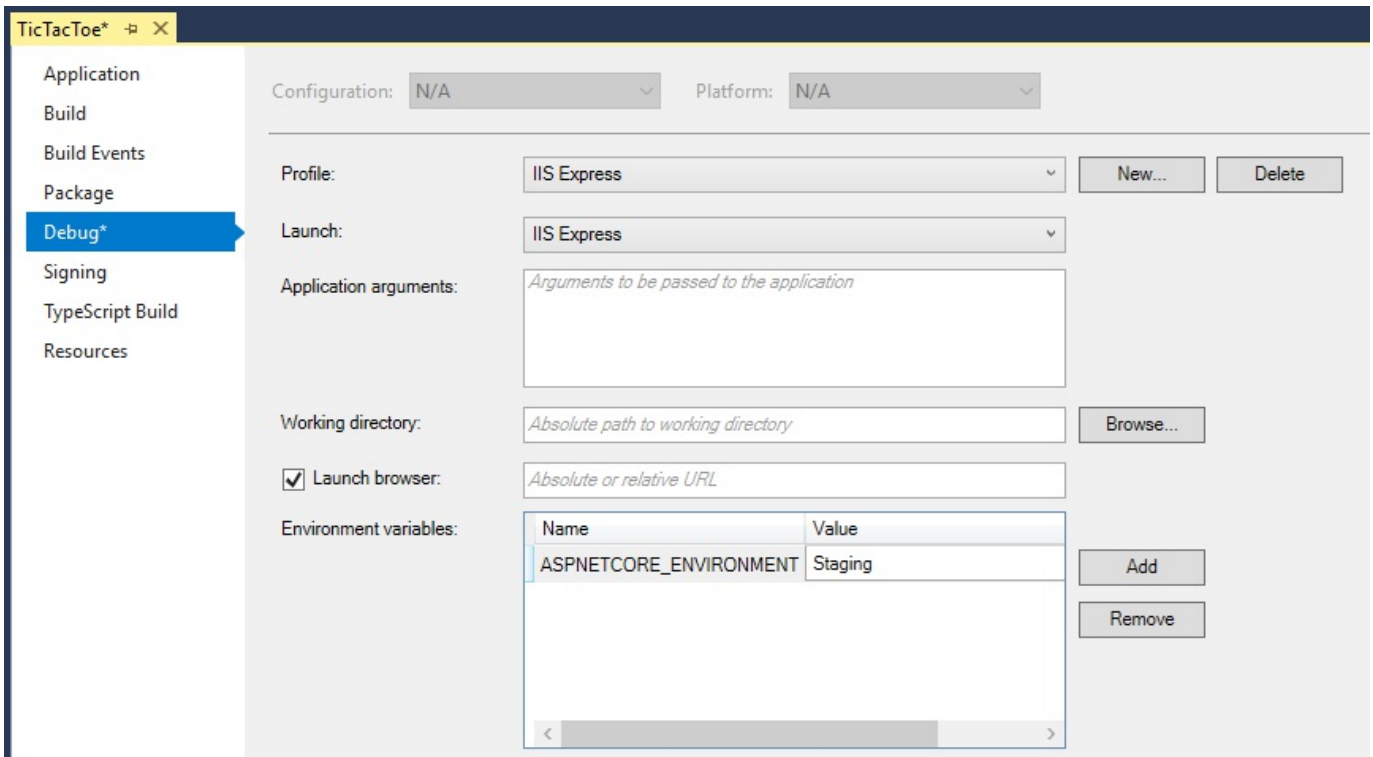 TicTacToe*
Application
Build
Build Events
Package
Debug*
Signing
TypeScript Build
Resources
Configuration: N/A Platform: N/A
Profile: IIS Express New... Delete
Launch: IIS Express
Application arguments: Arguments to be passed to the application
Working directory: Absolute path to working directory Browse...
Launch browser: Absolute or relative URL
Environment variables: Name Value
ASPNETCORE_ENVIRONMENT Staging Add
Remove